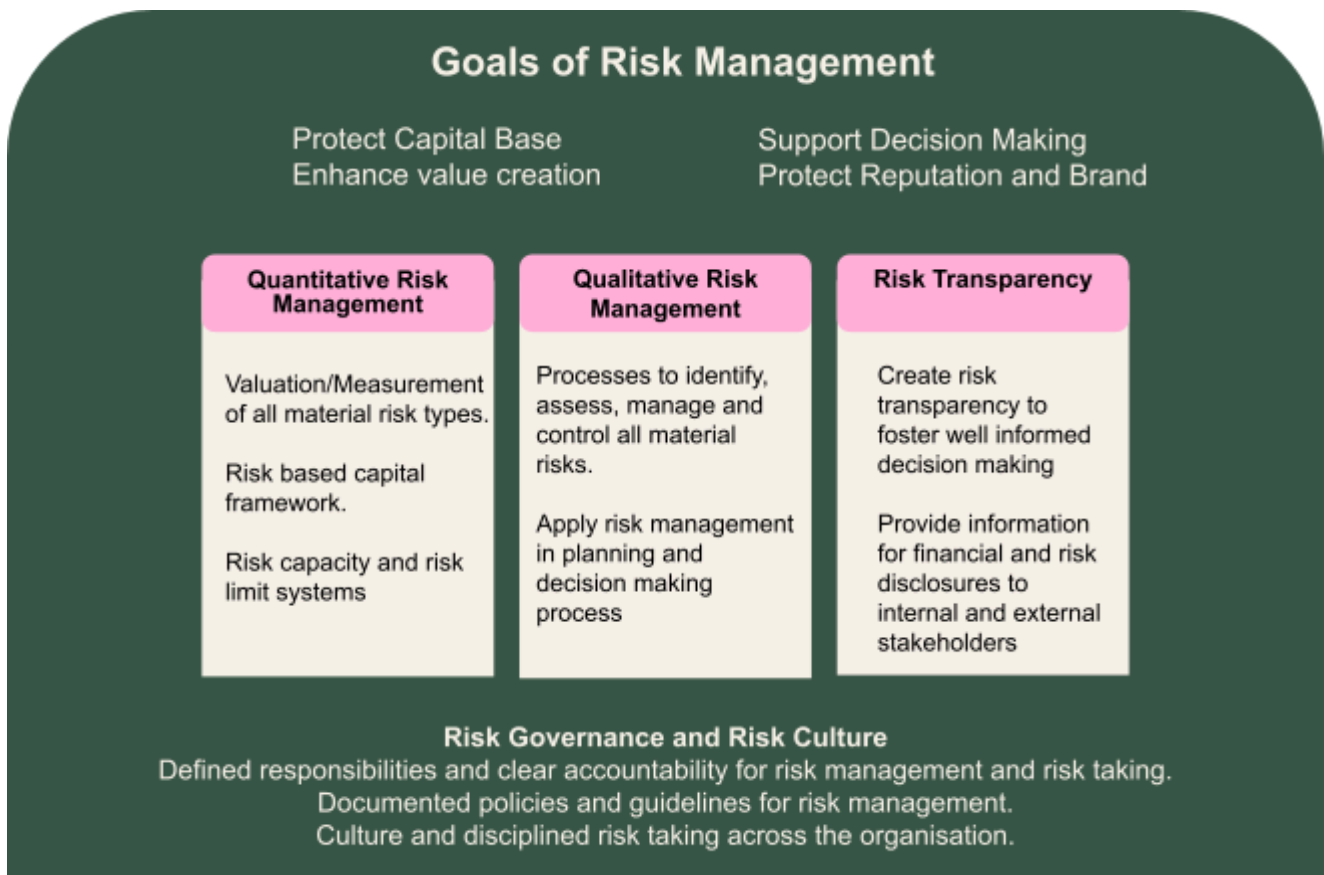 Goals of Risk Management
Protect Capital Base
Enhance value creation
Support Decision Making
Protect Reputation and Brand
Quantitative Risk
Management
Valuation/Measurement
of all material risk types.
Risk based capital
framework.
Risk capacity and risk
limit systems
Qualitative Risk
Management
Processes to identify,
assess, manage and
control all material
risks.
Apply risk management
in planning and
decision making
process
Risk Transparency
Create risk
transparency to
foster well informed
decision making
Provide information
for financial and risk
disclosures to
internal and external
stakeholders
Risk Governance and Risk Culture
Defined responsibilities and clear accountability for risk management and risk taking.
Documented policies and guidelines for risk management.
Culture and disciplined risk taking across the organisation.